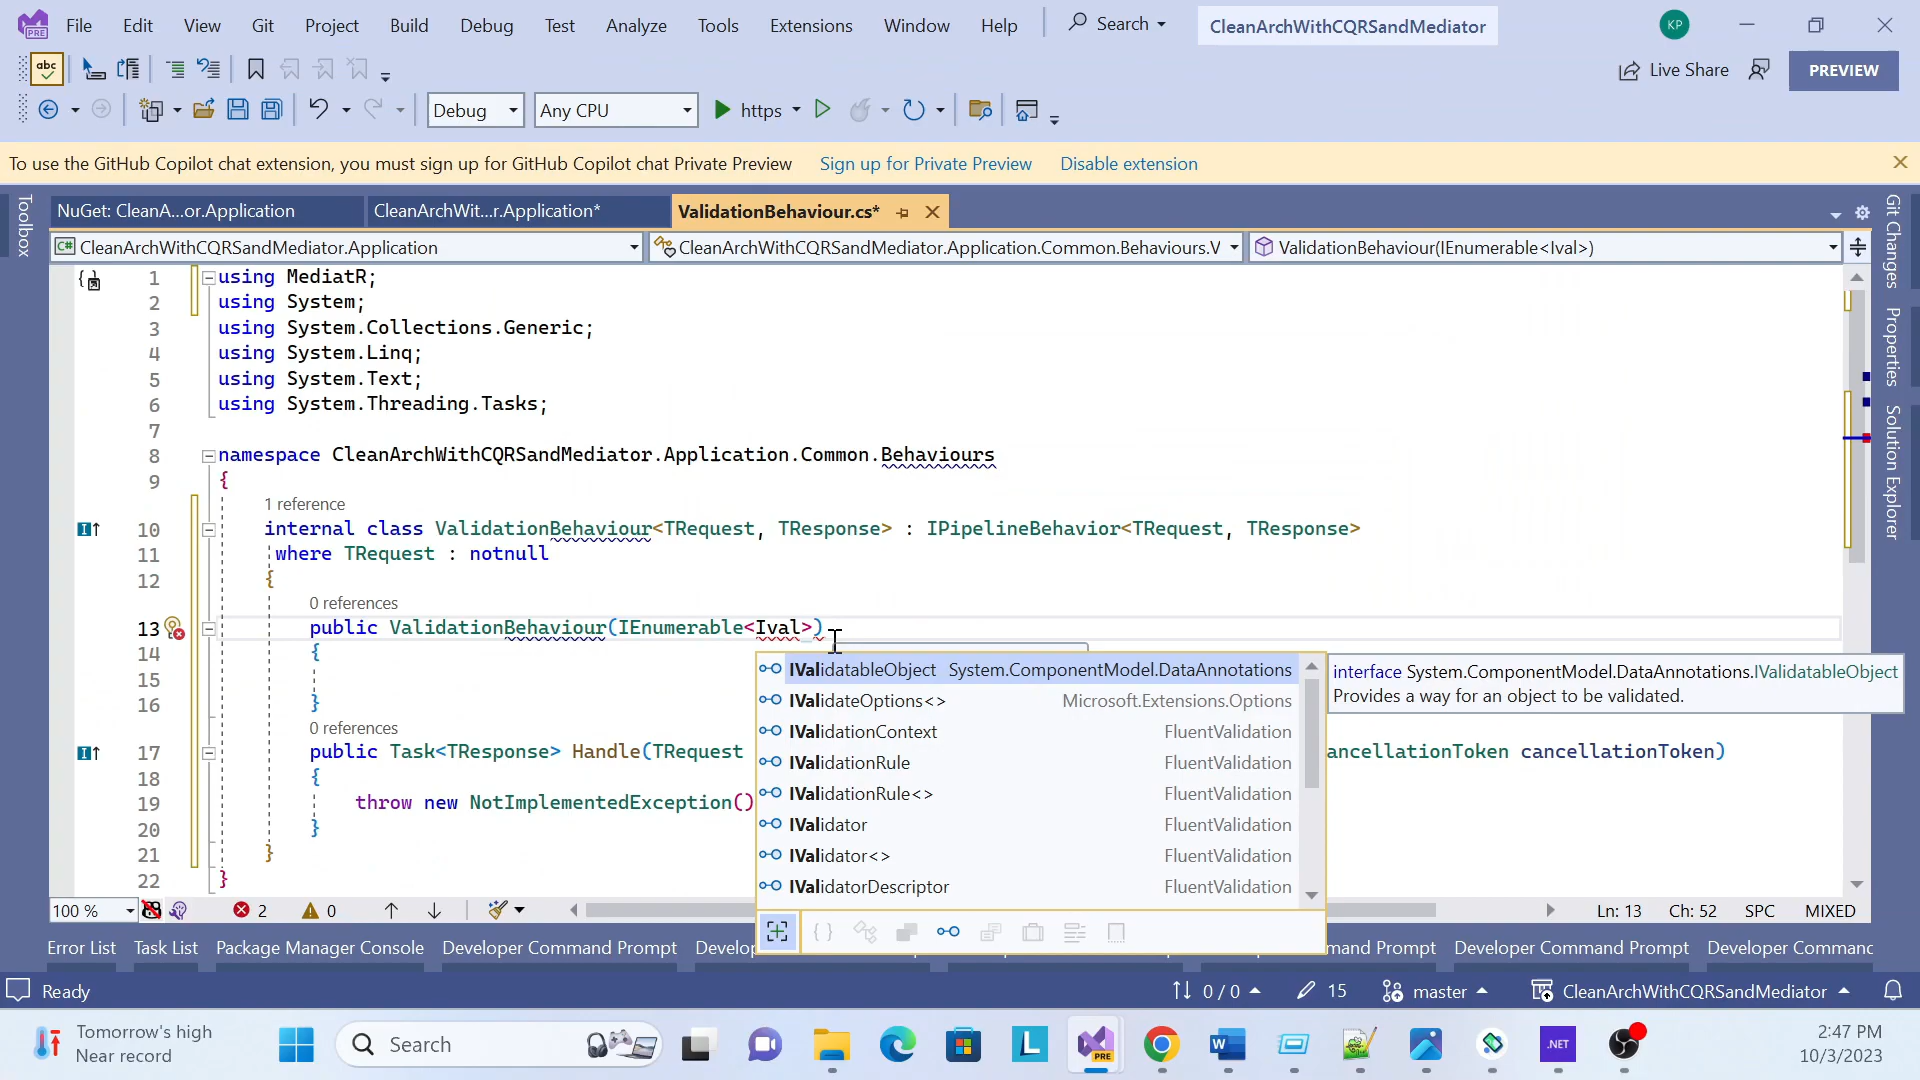 File Edit View Git Project Build Debug Test Analyze Tools Extensions Window Help Search CleanArchWithCQRSandMediator KP
abc Live Share PREVIEW
Debug Any CPU https
To use the GitHub Copilot chat extension, you must sign up for GitHub Copilot chat Private Preview Sign up for Private Preview Disable extension
Toolbox
NuGet: CleanA...or.Application CleanArchWit...r.Application* ValidationBehaviour.cs*
CleanArchWithCQRSandMediator.Application CleanArchWithCQRSandMediator.Application.Common.Behaviours.V ValidationBehaviour(IEnumerable<Ival>)
Git Changes
Properties
Solution Explorer
1 using MediatR;
2 using System;
3 using System.Collections.Generic;
4 using System.Linq;
5 using System.Text;
6 using System.Threading.Tasks;
7
8 namespace CleanArchWithCQRSandMediator.Application.Common.Behaviours
9 {
1 reference
10 internal class ValidationBehaviour<TRequest, TResponse> : IPipelineBehavior<TRequest, TResponse>
11 where TRequest : notnull
12 {
0 references
13 public ValidationBehaviour(IEnumerable<Ival>)
14 {
15
16 }
0 references
17 public Task<TResponse> Handle(TRequest ancellationToken cancellationToken)
18 {
19 throw new NotImplementedException()
20 }
21 }
22 }
IValidatableObject System.ComponentModel.DataAnnotations
IValidateOptions<> Microsoft.Extensions.Options
IValidationContext FluentValidation
IValidationRule FluentValidation
IValidationRule<> FluentValidation
IValidator FluentValidation
IValidator<> FluentValidation
IValidatorDescriptor FluentValidation
interface System.ComponentModel.DataAnnotations.IValidatableObject
Provides a way for an object to be validated.
100 % 2 0 Ln: 13 Ch: 52 SPC MIXED
Error List Task List Package Manager Console Developer Command Prompt Develo mmand Prompt Developer Command Prompt Developer Commanc
Ready 0 / 0 15 master CleanArchWithCQRSandMediator
Tomorrow's high
Near record
Search
PRE
.NET
2:47 PM
10/3/2023